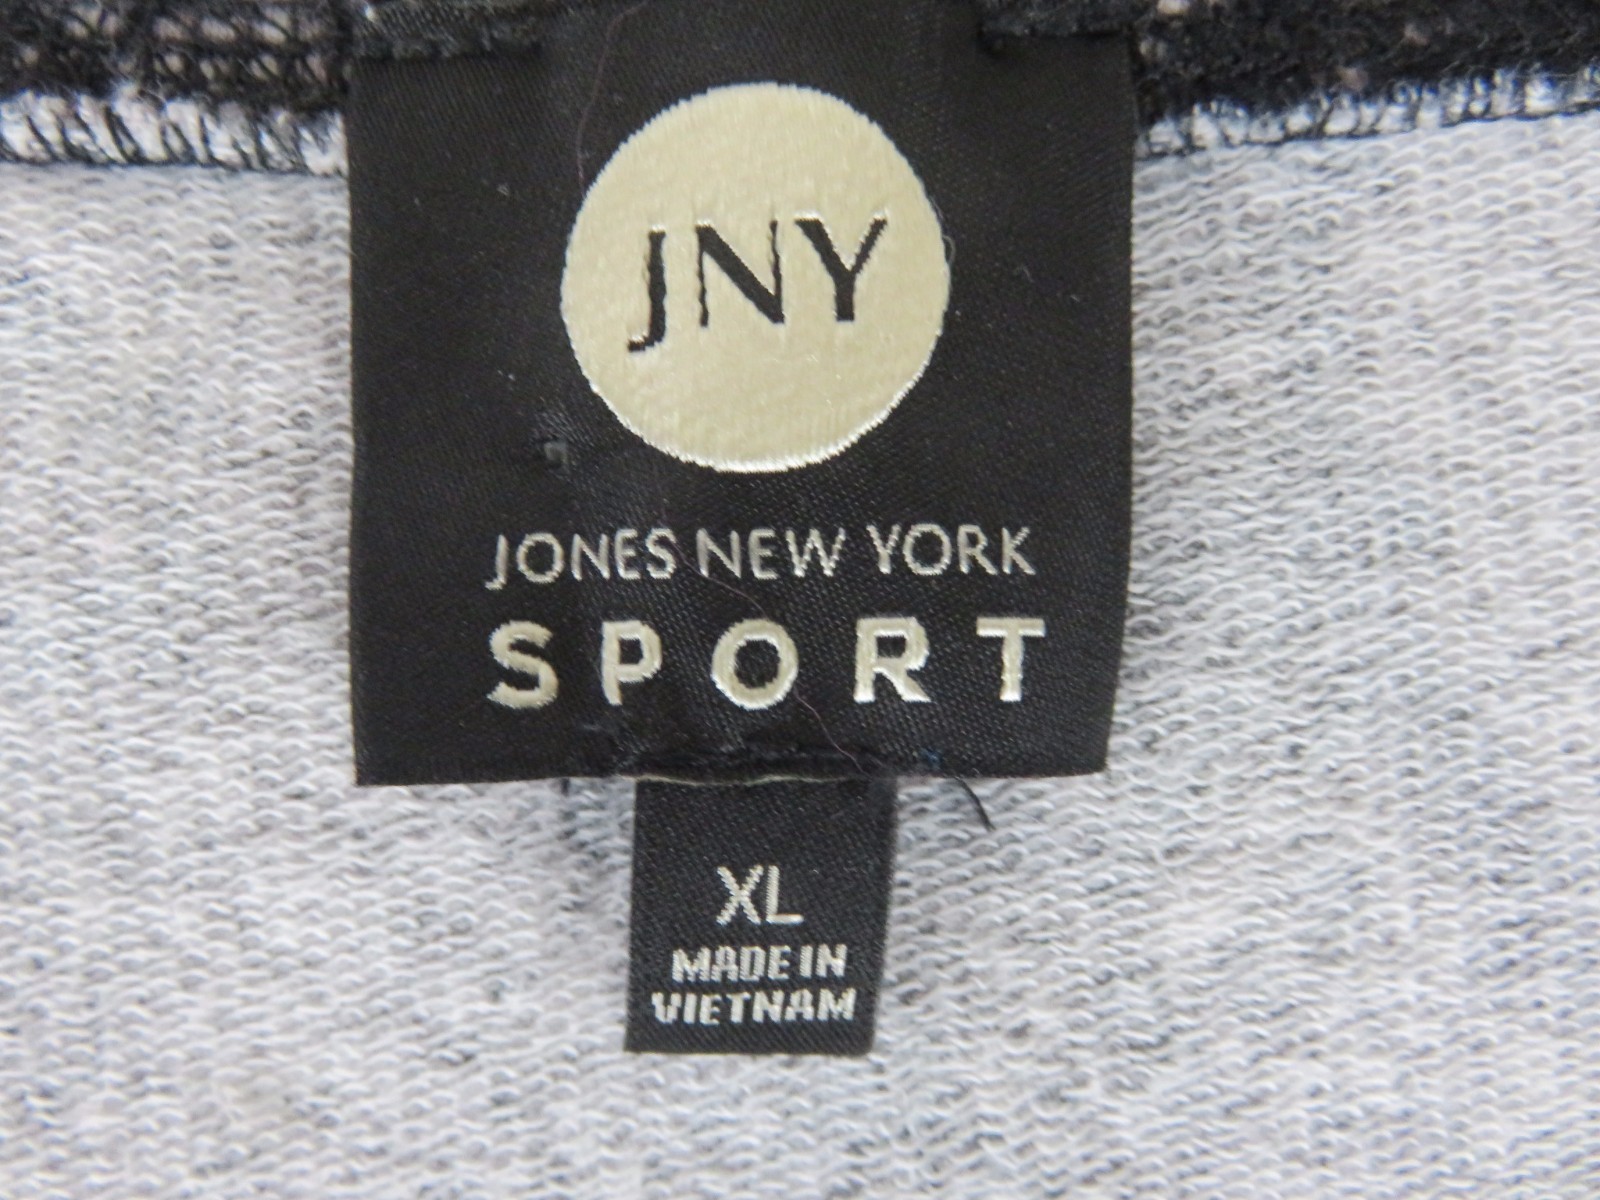 JNY
JONES NEW YORK
SPORT
XL
MADE IN
VIETNAM